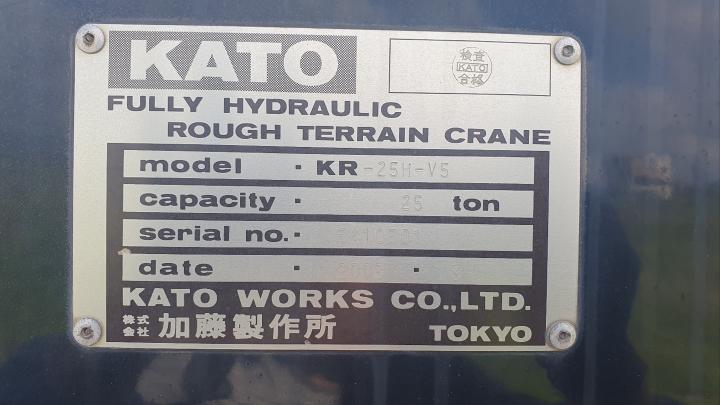 KATO
検査
KATO
合格
FULLY HYDRAULIC
ROUGH TERRAIN CRANE
model · KR-25H-V5
capacity · 25 ton
serial no. ·
date · ·
KATO WORKS CO.,LTD.
株式会社 加藤製作所 TOKYO